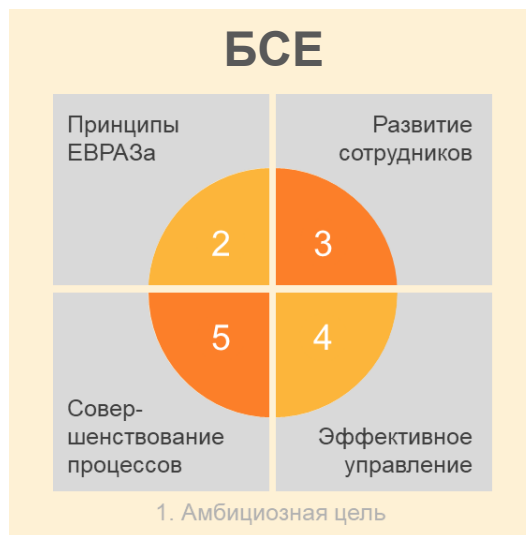 БСЕ
Принципы
ЕВРАЗа
2
Развитие
сотрудников
3
5
Совер-
шенствование
процессов
4
Эффективное
управление
1. Амбициозная цель